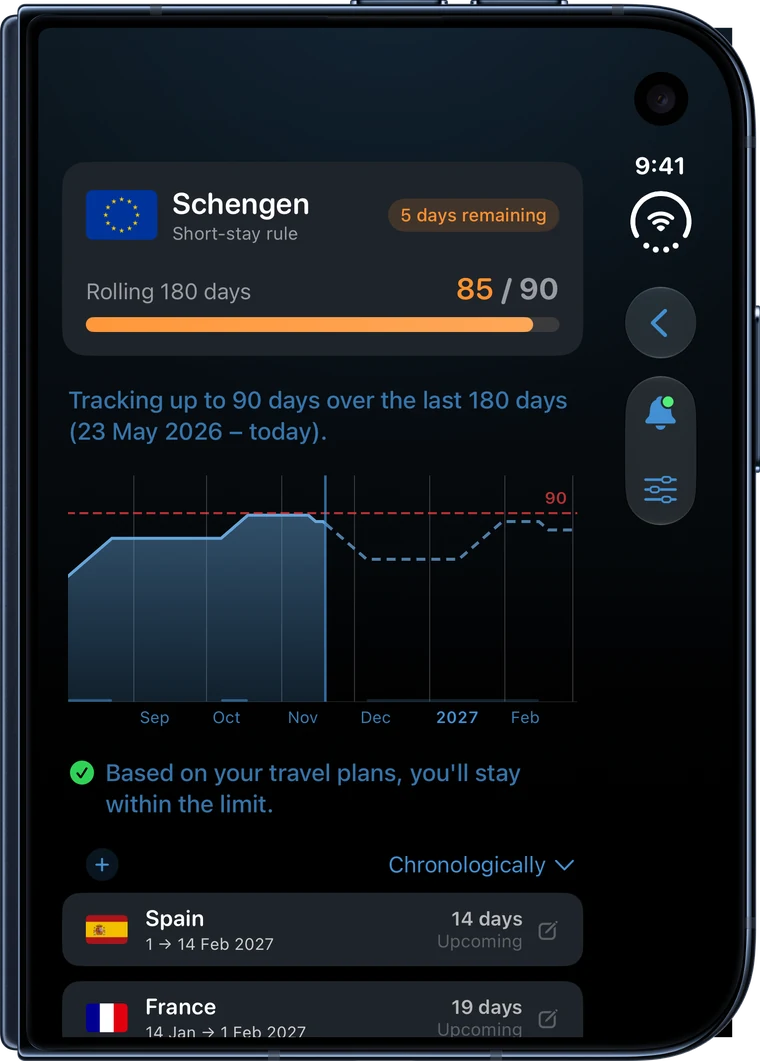 9:41
Schengen
Short-stay rule
5 days remaining
Rolling 180 days
85 / 90
Tracking up to 90 days over the last 180 days
(23 May 2026 – today).
90
Sep Oct Nov Dec 2027 Feb
Based on your travel plans, you'll stay
within the limit.
Chronologically
Spain
14 days
1 → 14 Feb 2027
Upcoming
France
19 days
14 Jan → 1 Feb 2027
Upcoming